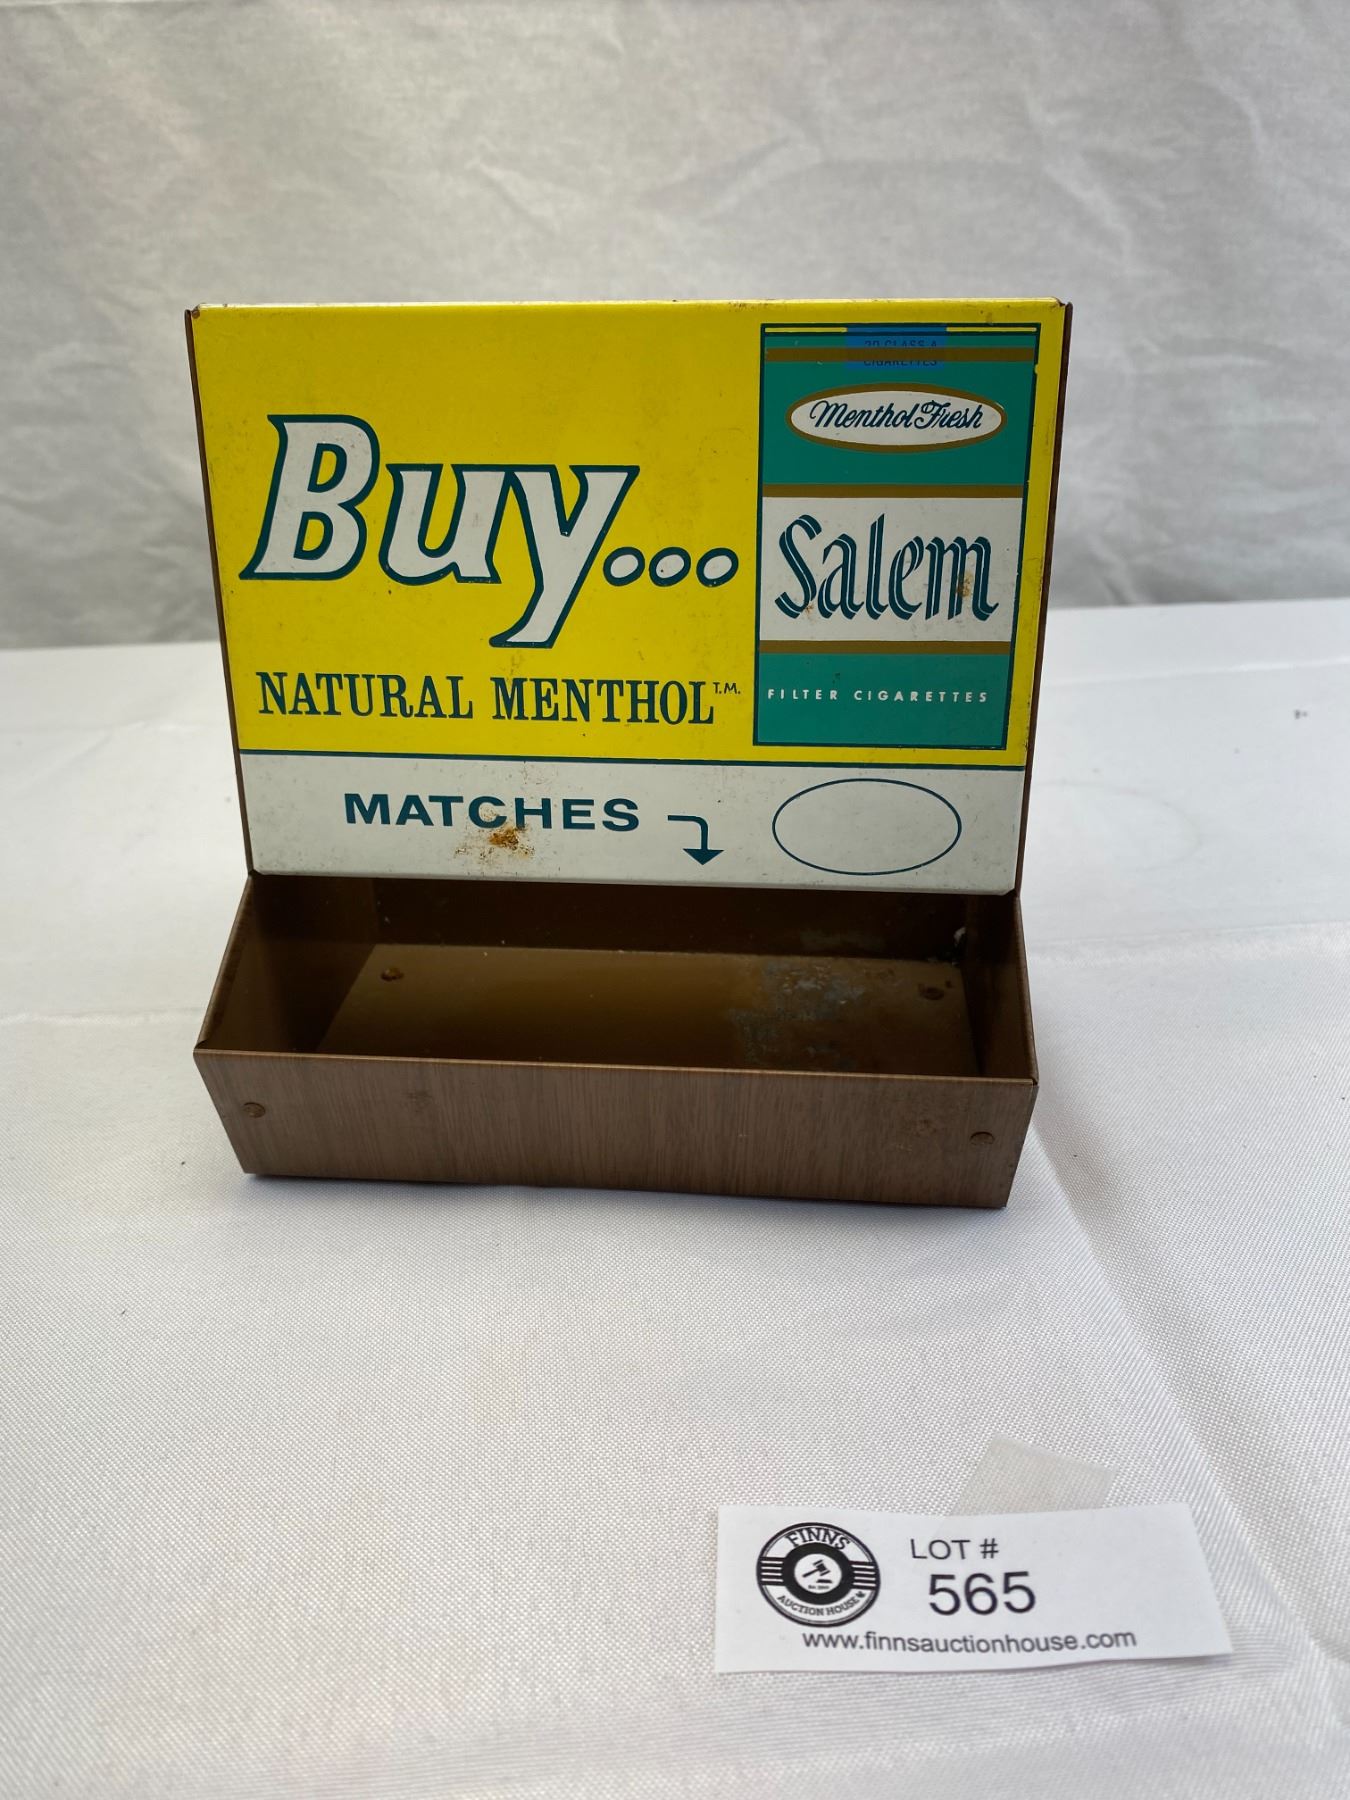 20 CLASS A
CIGARETTES
Menthol Fresh
Buy...
Salem
NATURAL MENTHOL T.M.
FILTER CIGARETTES
MATCHES
FINNS
AUCTION HOUSE
LOT #
565
www.finnsauctionhouse.com